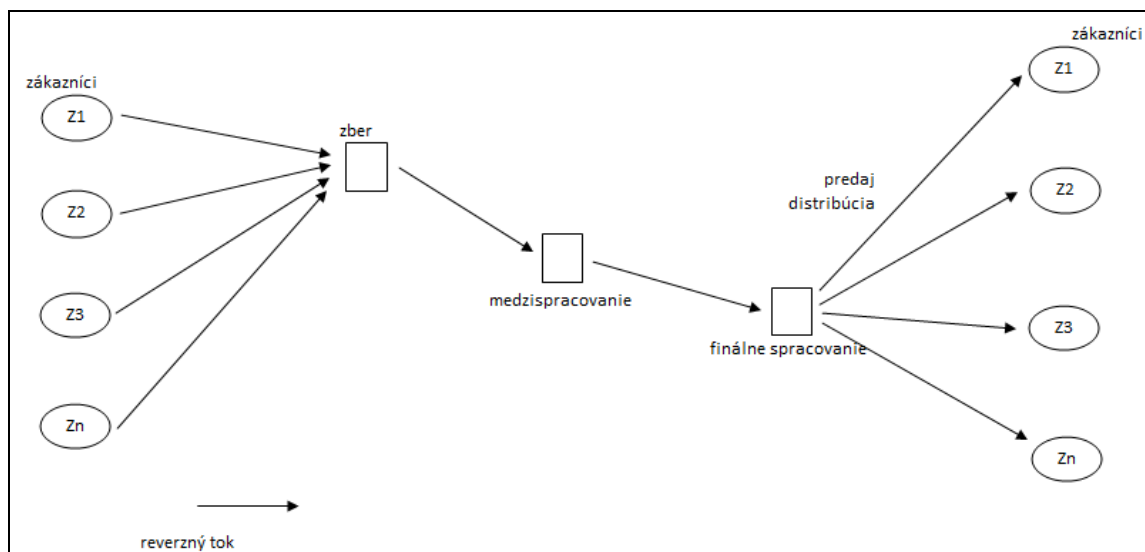 zákazníci
Z1
Z2
Z3
Zn
zber
medzispracovanie
finálne spracovanie
predaj
distribúcia
zákazníci
Z1
Z2
Z3
Zn
reverzný tok